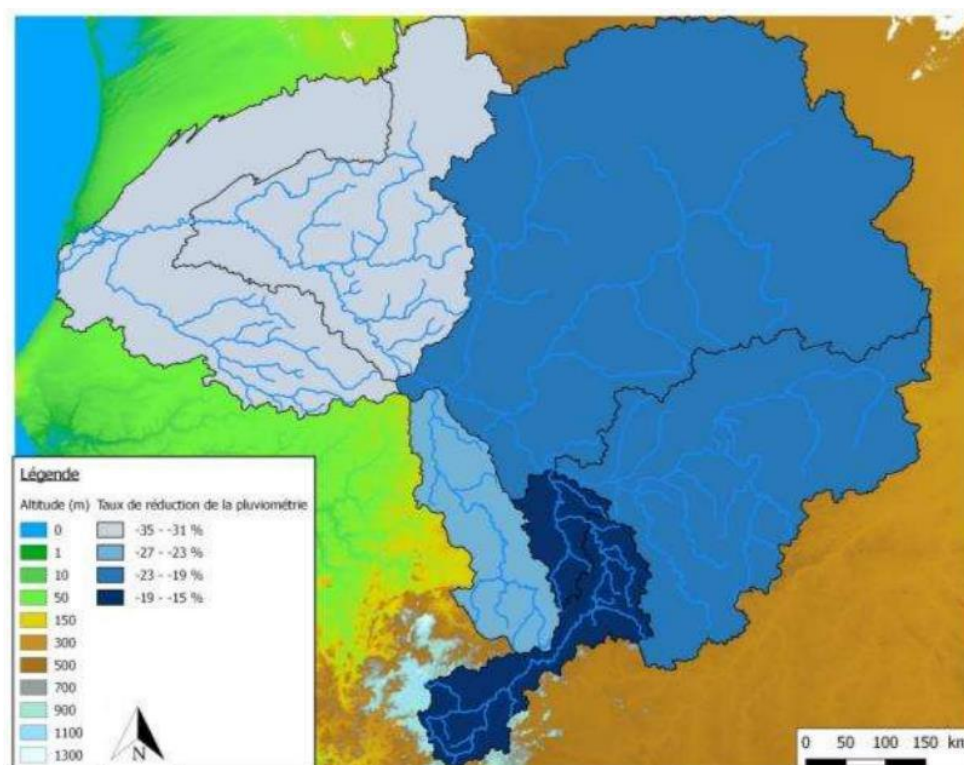 Légende
Altitude (m) Taux de réduction de la pluviométrie
0 -35 - -31 %
1 -27 - -23 %
10 -23 - -19 %
50 -19 - -15 %
150
300
500
700
900
1100
1300
N
0 50 100 150 km